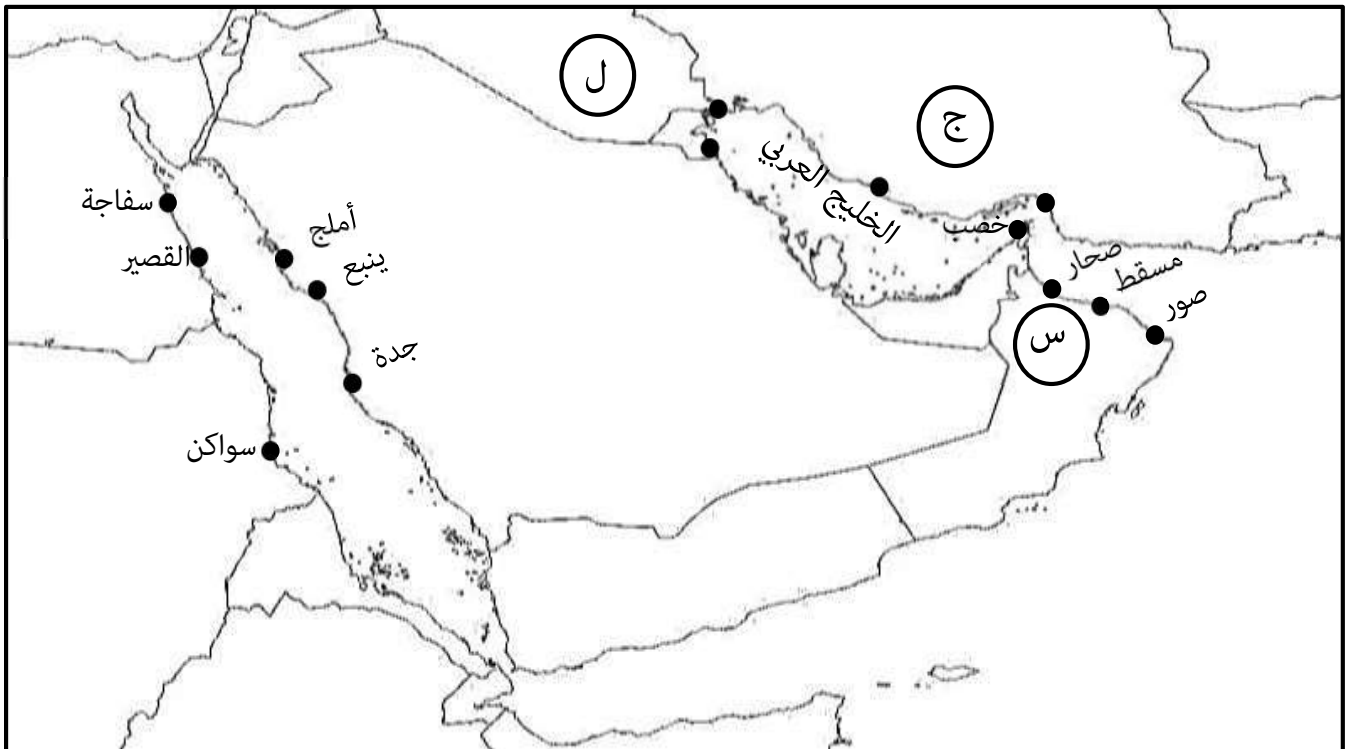 ل
ج
الخليج العربي
سفاجة
القصير
أملج
ينبع
جدة
سواكن
خصب
صحار
مسقط
صور
س